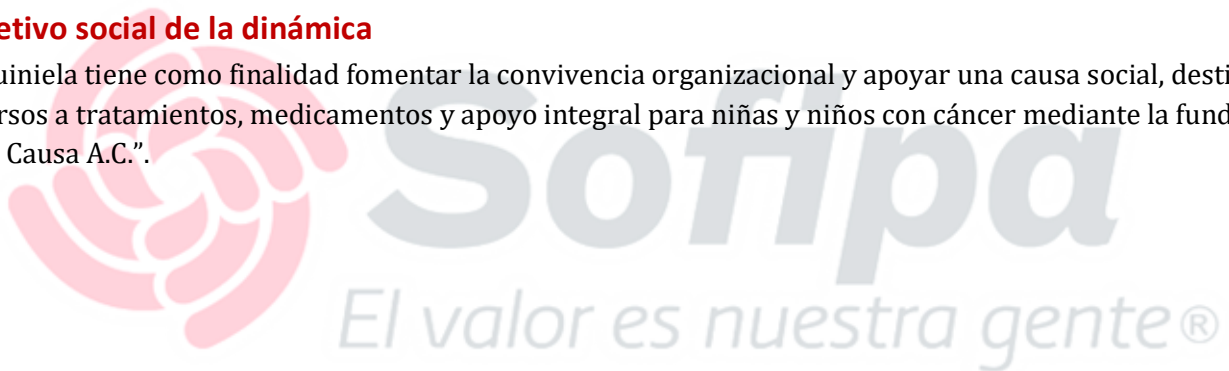 etivo social de la dinámica
uiniela tiene como finalidad fomentar la convivencia organizacional y apoyar una causa social, desti
rsos a tratamientos, medicamentos y apoyo integral para niñas y niños con cáncer mediante la fund
Causa A.C.”.
Sofipa
El valor es nuestra gente®